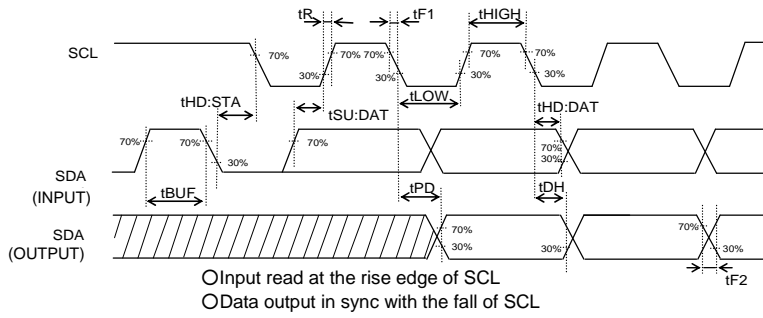 tR tF1 tHIGH
SCL 70% 70% 70% 70% 70%
30% 30% 30% 30%
tHD:STA tLOW
tSU:DAT tHD:DAT
70% 70% 70% 70%
30% 30%
SDA
(INPUT)
tBUF tPD tDH
SDA
(OUTPUT)
70% 70%
30% 30% 30%
tF2
○Input read at the rise edge of SCL
○Data output in sync with the fall of SCL